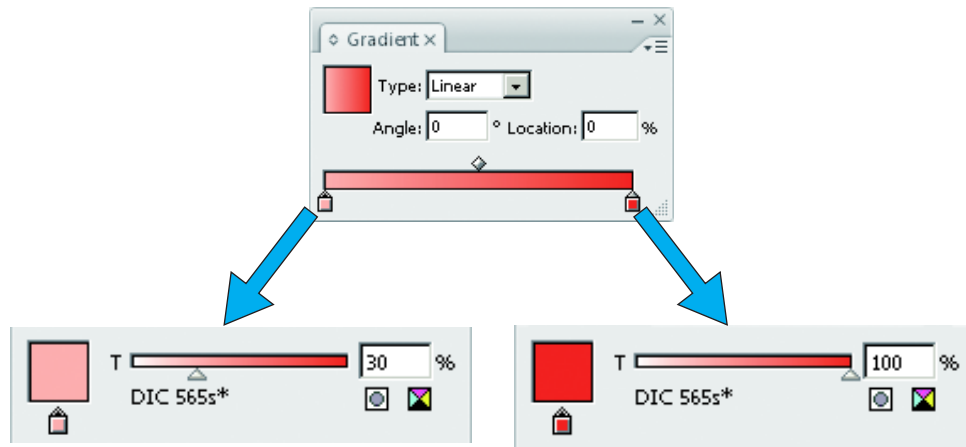 Gradient
Type: Linear
Angle: 0 ° Location: 0 %
T 30 %
DIC 565s*
T 100 %
DIC 565s*